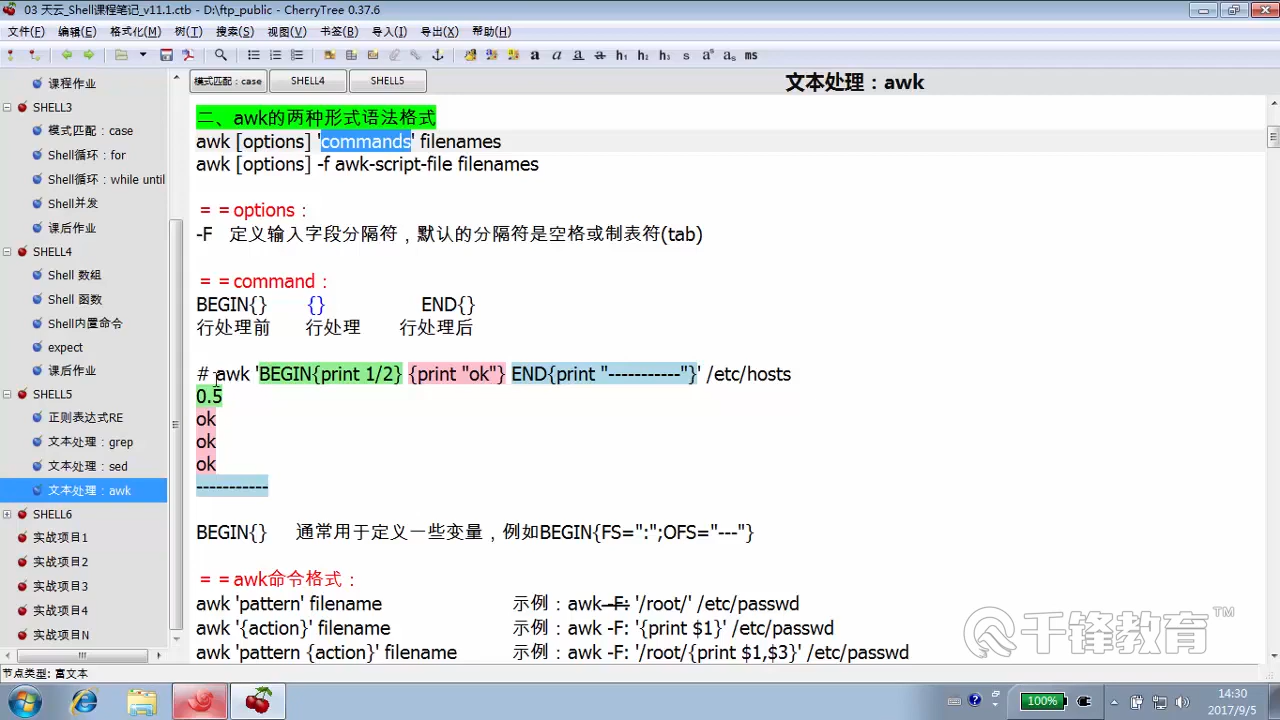 03 天云_Shell课程笔记_v11.1.ctb - D:\ftp_public - CherryTree 0.37.6
文件(F) 编辑(E) 格式化(M) 树(T) 搜索(S) 视图(V) 书签(B) 导入(I) 导出(X) 帮助(H)
a a a a h1 h2 h3 s as as ms
模式匹配：case SHELL4 SHELL5 文本处理：awk
课程作业
SHELL3
模式匹配：case
Shell循环：for
Shell循环：while until
Shell并发
课后作业
SHELL4
Shell 数组
Shell 函数
Shell内置命令
expect
课后作业
SHELL5
正则表达式RE
文本处理：grep
文本处理：sed
文本处理：awk
SHELL6
实战项目1
实战项目2
实战项目3
实战项目4
实战项目N
二、awk的两种形式语法格式
awk [options] 'commands' filenames
awk [options] -f awk-script-file filenames
==options：
-F 定义输入字段分隔符，默认的分隔符是空格或制表符(tab)
==command：
BEGIN{} {} END{}
行处理前 行处理 行处理后
# awk 'BEGIN{print 1/2} {print "ok"} END{print "-----------"}' /etc/hosts
0.5
ok
ok
ok
-----------
BEGIN{} 通常用于定义一些变量，例如BEGIN{FS=":";OFS="---"}
==awk命令格式：
awk 'pattern' filename 示例：awk -F: '/root/' /etc/passwd
awk '{action}' filename 示例：awk -F: '{print $1}' /etc/passwd
awk 'pattern {action}' filename 示例：awk -F: '/root/{print $1,$3}' /etc/passwd
千锋教育™
节点类型: 富文本
100%
14:30
2017/9/5